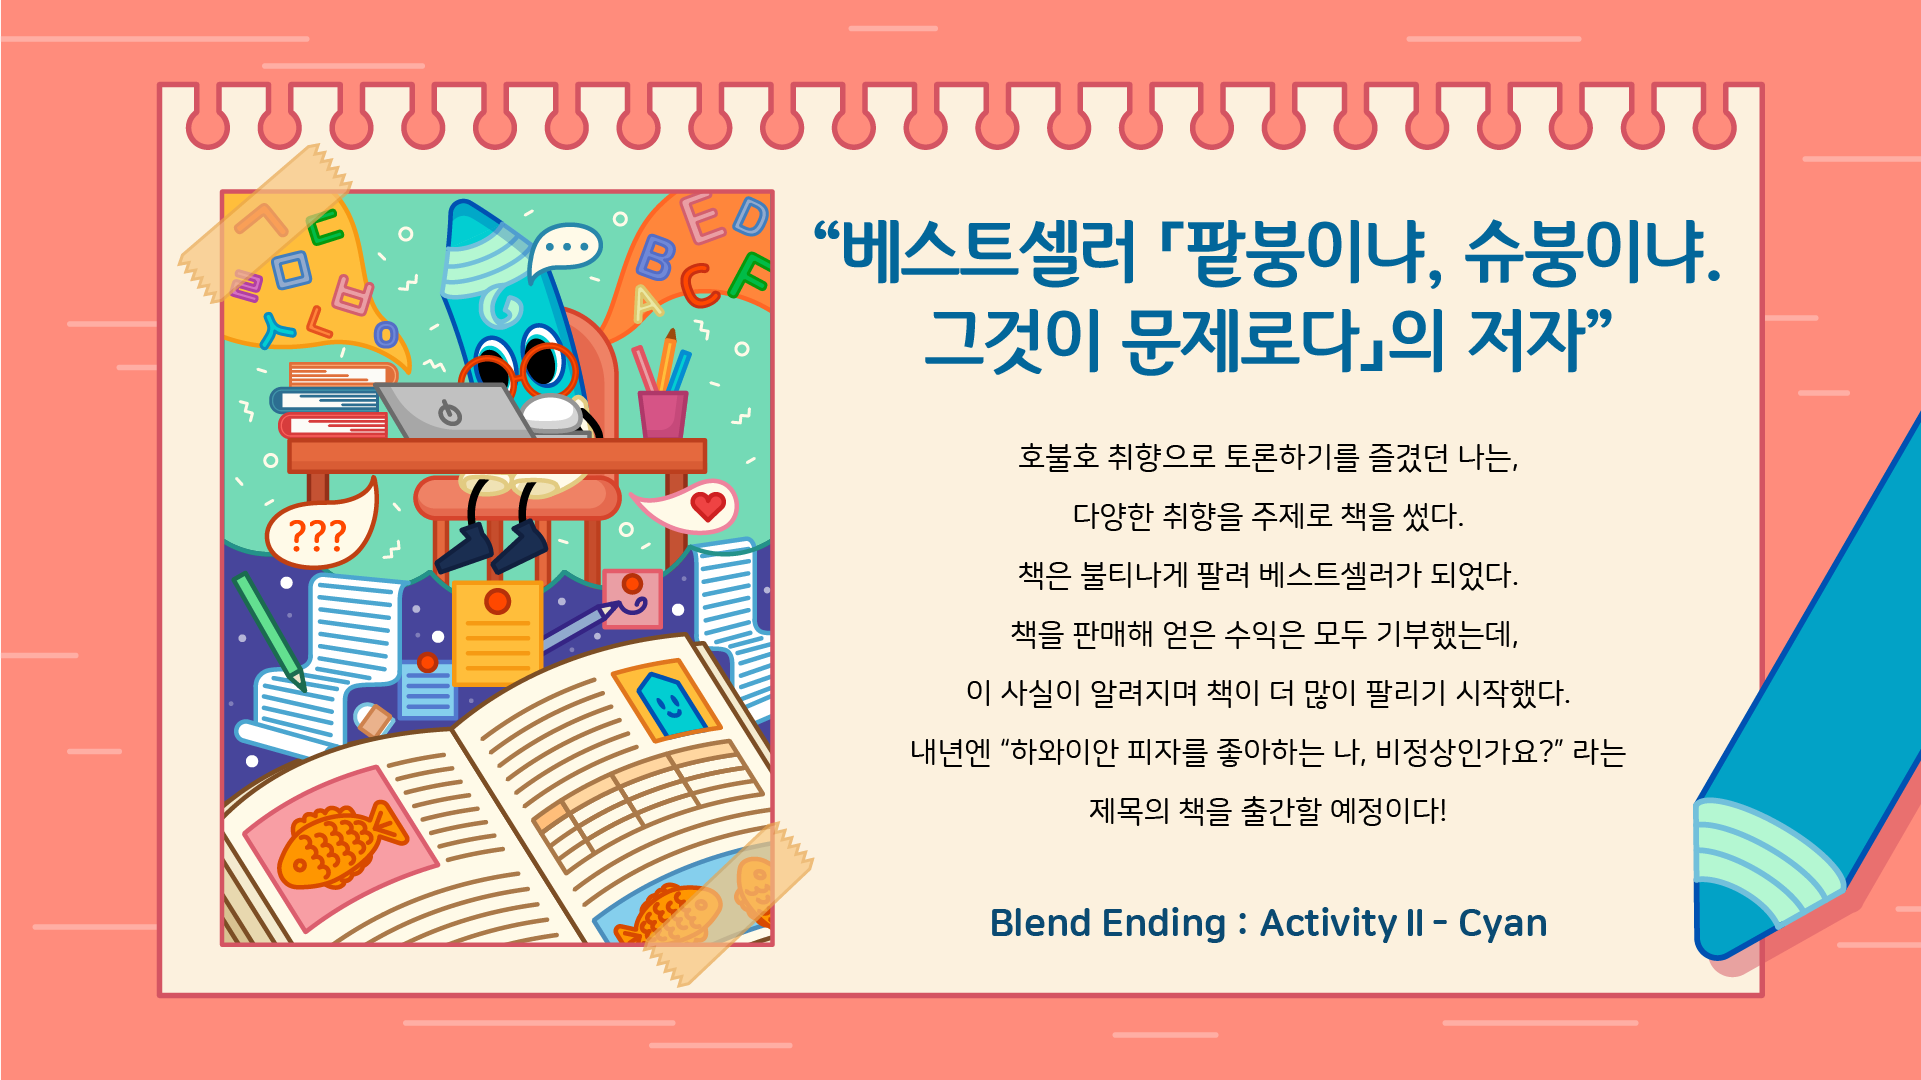 “베스트셀러 「팥붕이냐, 슈붕이냐.
그것이 문제로다」의 저자”
호불호 취향으로 토론하기를 즐겼던 나는,
다양한 취향을 주제로 책을 썼다.
책은 불티나게 팔려 베스트셀러가 되었다.
책을 판매해 얻은 수익은 모두 기부했는데,
이 사실이 알려지며 책이 더 많이 팔리기 시작했다.
내년엔 “하와이안 피자를 좋아하는 나, 비정상인가요?” 라는
제목의 책을 출간할 예정이다!
Blend Ending : Activity II - Cyan
ㄱ ㄷ
ㄹ ㅁ ㅂ
ㅅ ㄴ ㅇ
E D
B C F
A
???